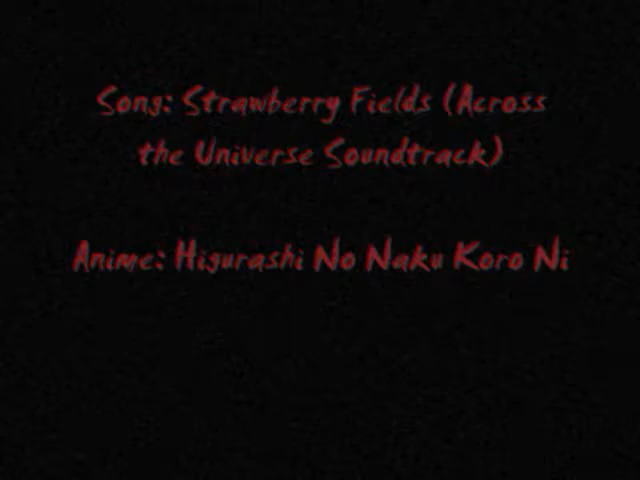 Song: Strawberry Fields (Across
the Universe Soundtrack)
Anime: Higurashi No Naku Koro Ni